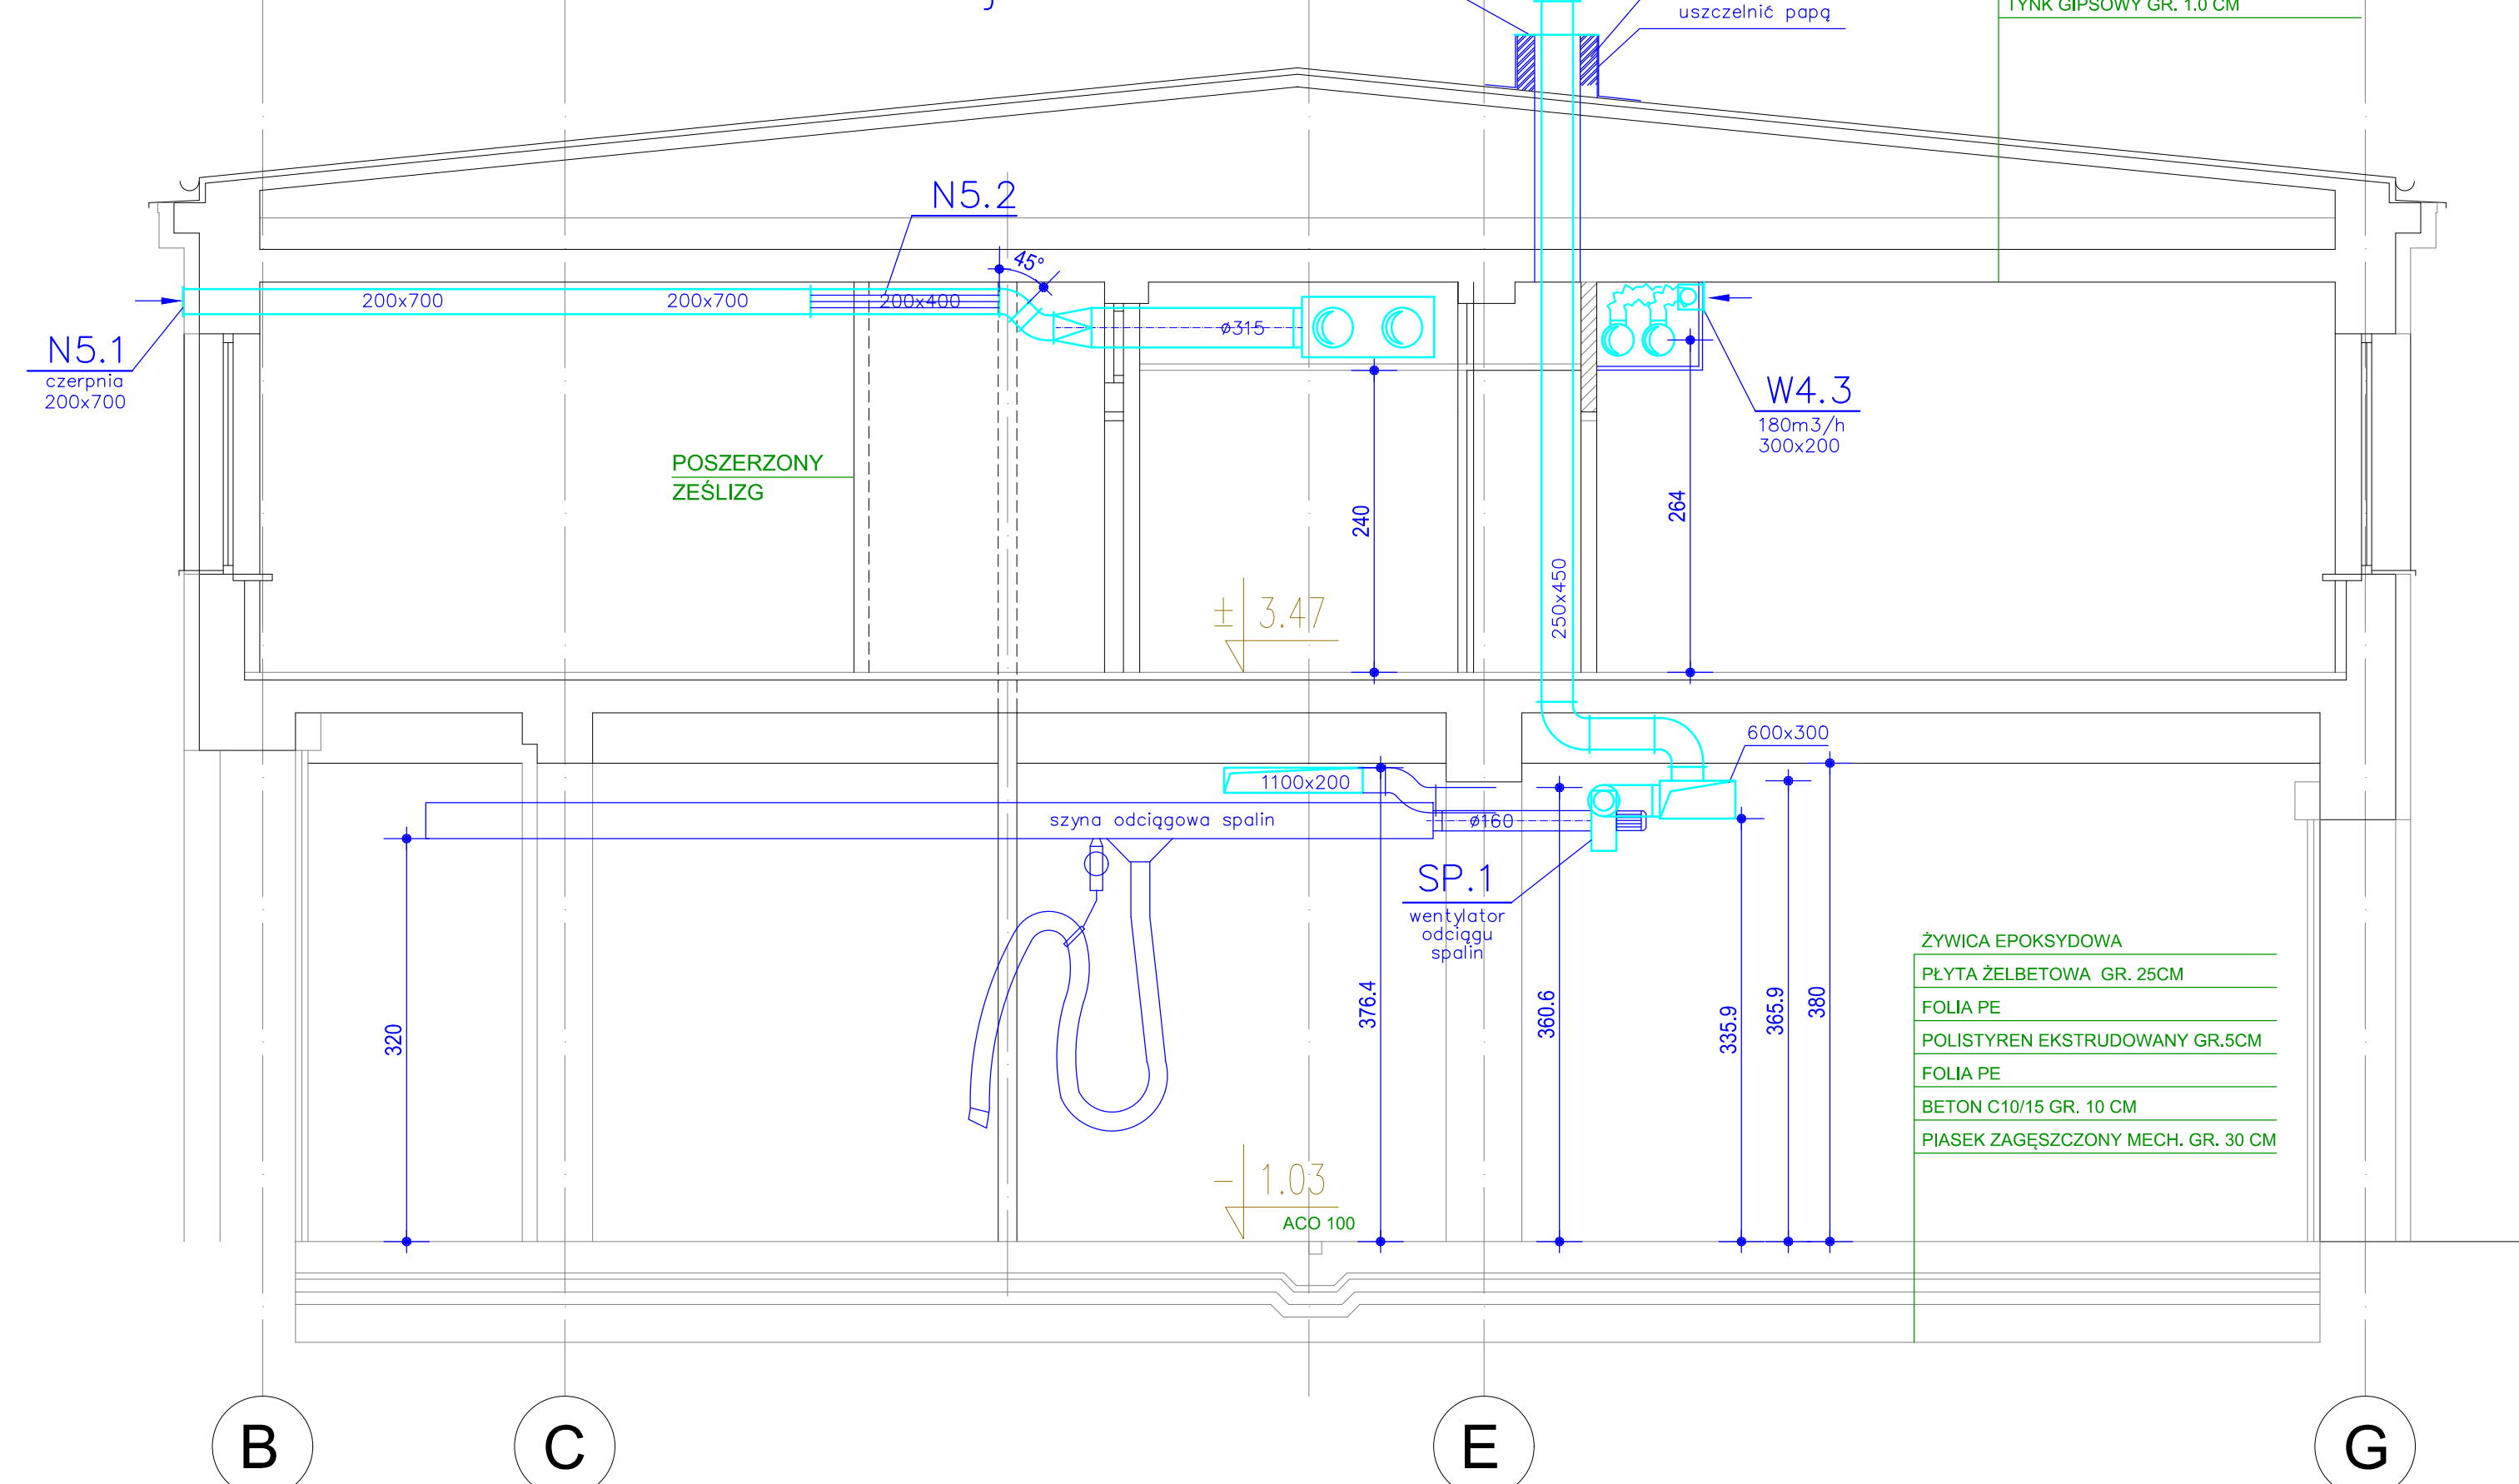 TYNK GIPSOWY GR. 1.0 CM
uszczelnić papą
N5.2
45°
200x700
200x700
200x400
ø315
N5.1
czerpnia
200x700
W4.3
180m3/h
300x200
POSZERZONY
ZEŚLIZG
240
264
250x450
± 3.47
600x300
1100x200
szyna odciągowa spalin
ø160
SP.1
wentylator
odciągu
spalin
320
376.4
360.6
335.9
365.9
380
ŻYWICA EPOKSYDOWA
PŁYTA ŻELBETOWA GR. 25CM
FOLIA PE
POLISTYREN EKSTRUDOWANY GR.5CM
FOLIA PE
BETON C10/15 GR. 10 CM
PIASEK ZAGĘSZCZONY MECH. GR. 30 CM
- 1.03
ACO 100
B
C
E
G